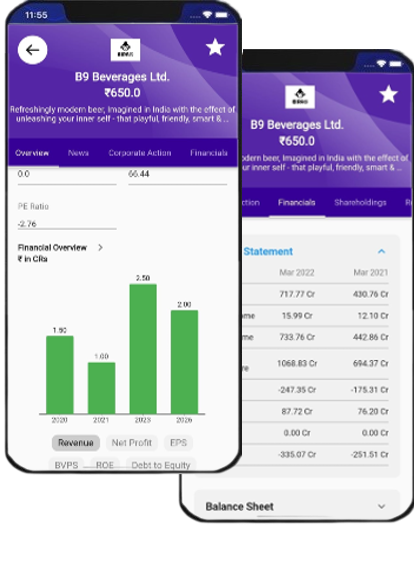 11:55
B9 Beverages Ltd.
₹650.0
Refreshingly modern beer, Imagined in India with the effect of
unleashing your inner self - that playful, friendly, smart & ..
Overview News Corporate Action Financials
0.0 66.44
PE Ratio
-2.76
Financial Overview >
₹ in CRs
2.50
2.00
1.50
1.00
2020 2021 2023
Revenue Net Profit EPS
BVPS ROE Debt to Equity
B9 Beverages Ltd.
₹650.0
dern beer, Imagined in India with the effect of
ur inner self - that playful, friendly, smart & ..
ction Financials Shareholdings R
Statement
Mar 2022 Mar 2021
717.77 Cr 430.76 Cr
me 15.99 Cr 12.10 Cr
me 733.76 Cr 442.86 Cr
re 1068.83 Cr 694.37 Cr
-247.35 Cr -175.31 Cr
87.72 Cr 76.20 Cr
0.00 Cr 0.00 Cr
-335.07 Cr -251.51 Cr
Balance Sheet